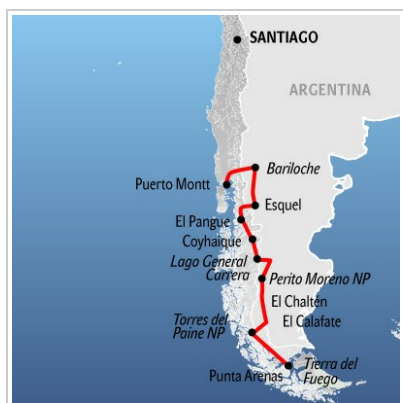 SANTIAGO
ARGENTINA
Bariloche
Puerto Montt
Esquel
El Pangue
Coyhaique
Lago General
Carrera
Perito Moreno NP
El Chaltén
El Calafate
Torres del
Paine NP
Punta Arenas
Tierra del
Fuego